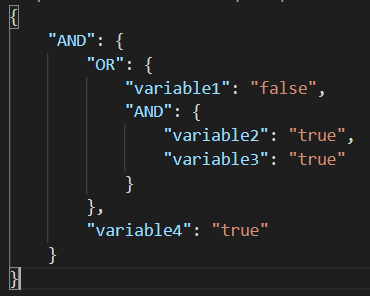 {
    "AND": {
        "OR": {
            "variable1": "false",
            "AND": {
                "variable2": "true",
                "variable3": "true"
            }
        },
        "variable4": "true"
    }
}